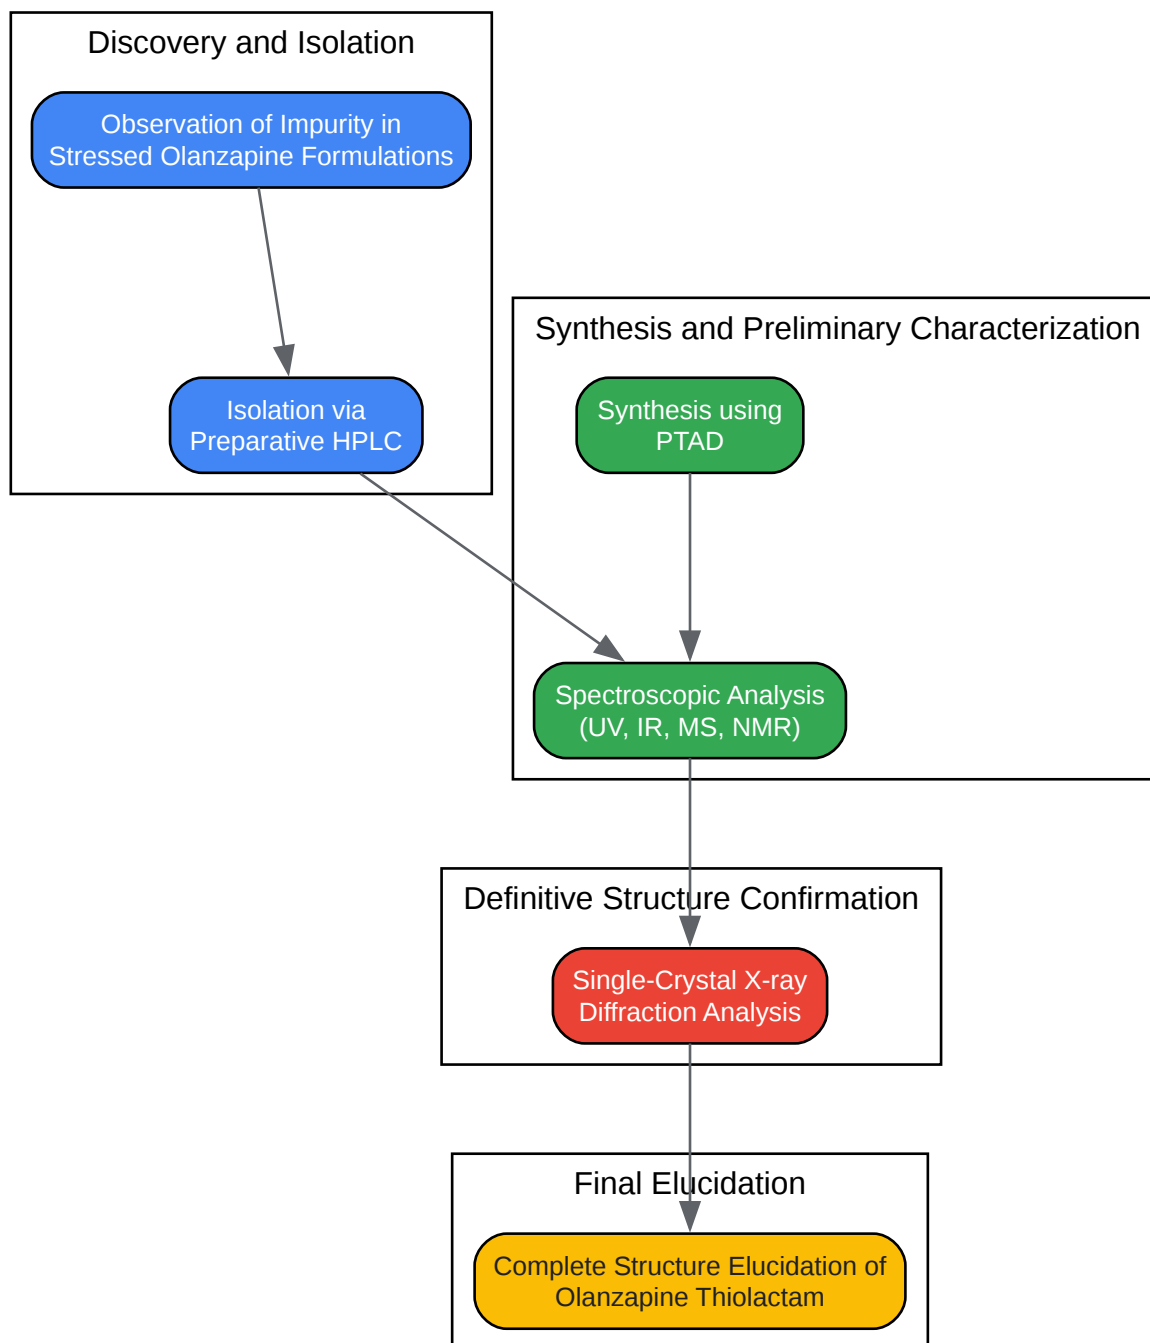 Discovery and Isolation
Observation of Impurity in
Stressed Olanzapine Formulations
Isolation via
Preparative HPLC
Synthesis and Preliminary Characterization
Synthesis using
PTAD
Spectroscopic Analysis
(UV, IR, MS, NMR)
Definitive Structure Confirmation
Single-Crystal X-ray
Diffraction Analysis
Final Elucidation
Complete Structure Elucidation of
Olanzapine Thiolactam